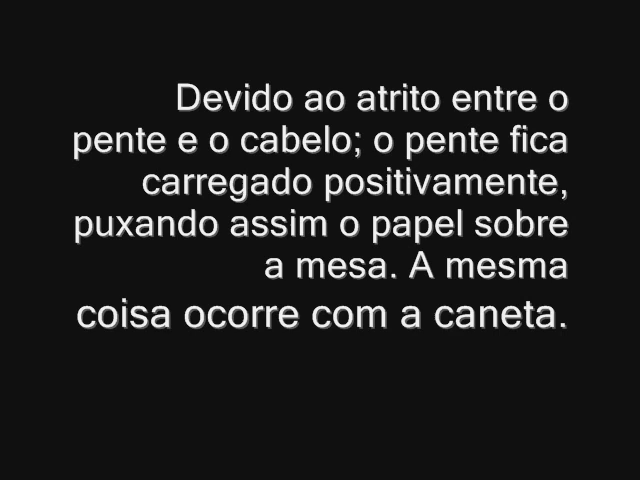 Devido ao atrito entre o
pente e o cabelo; o pente fica
carregado positivamente,
puxando assim o papel sobre
a mesa. A mesma
coisa ocorre com a caneta.